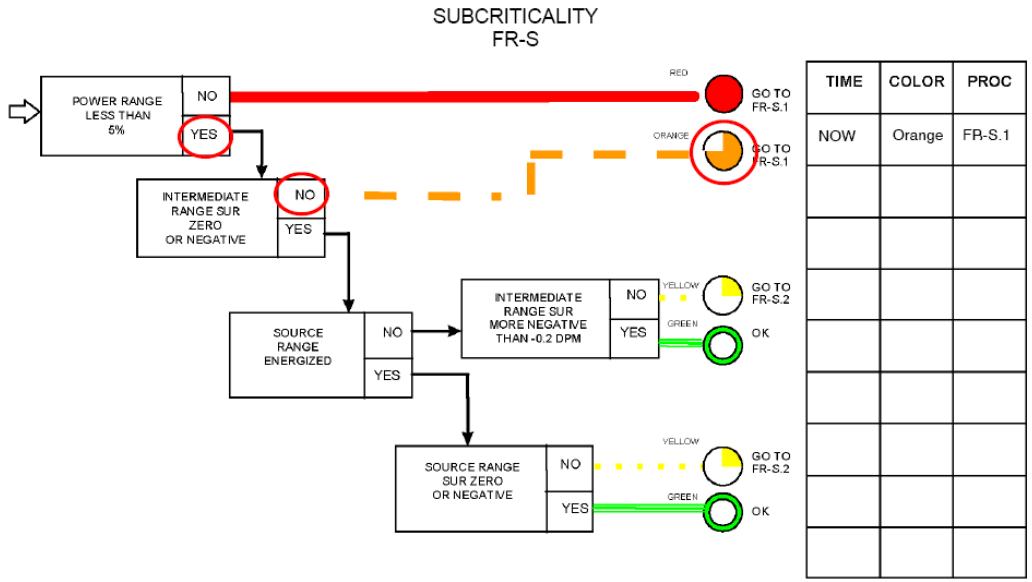 SUBCRITICALITY
FR-S
POWER RANGE
LESS THAN
5%
NO
YES
RED
GO TO
FR-S.1
ORANGE
GO TO
FR-S.1
INTERMEDIATE
RANGE SUR
ZERO
OR NEGATIVE
NO
YES
SOURCE
RANGE
ENERGIZED
NO
YES
INTERMEDIATE
RANGE SUR
MORE NEGATIVE
THAN -0.2 DPM
NO
YES
YELLOW
GO TO
FR-S.2
GREEN
OK
SOURCE RANGE
SUR ZERO
OR NEGATIVE
NO
YES
YELLOW
GO TO
FR-S.2
GREEN
OK
TIME COLOR PROC
NOW Orange FR-S.1